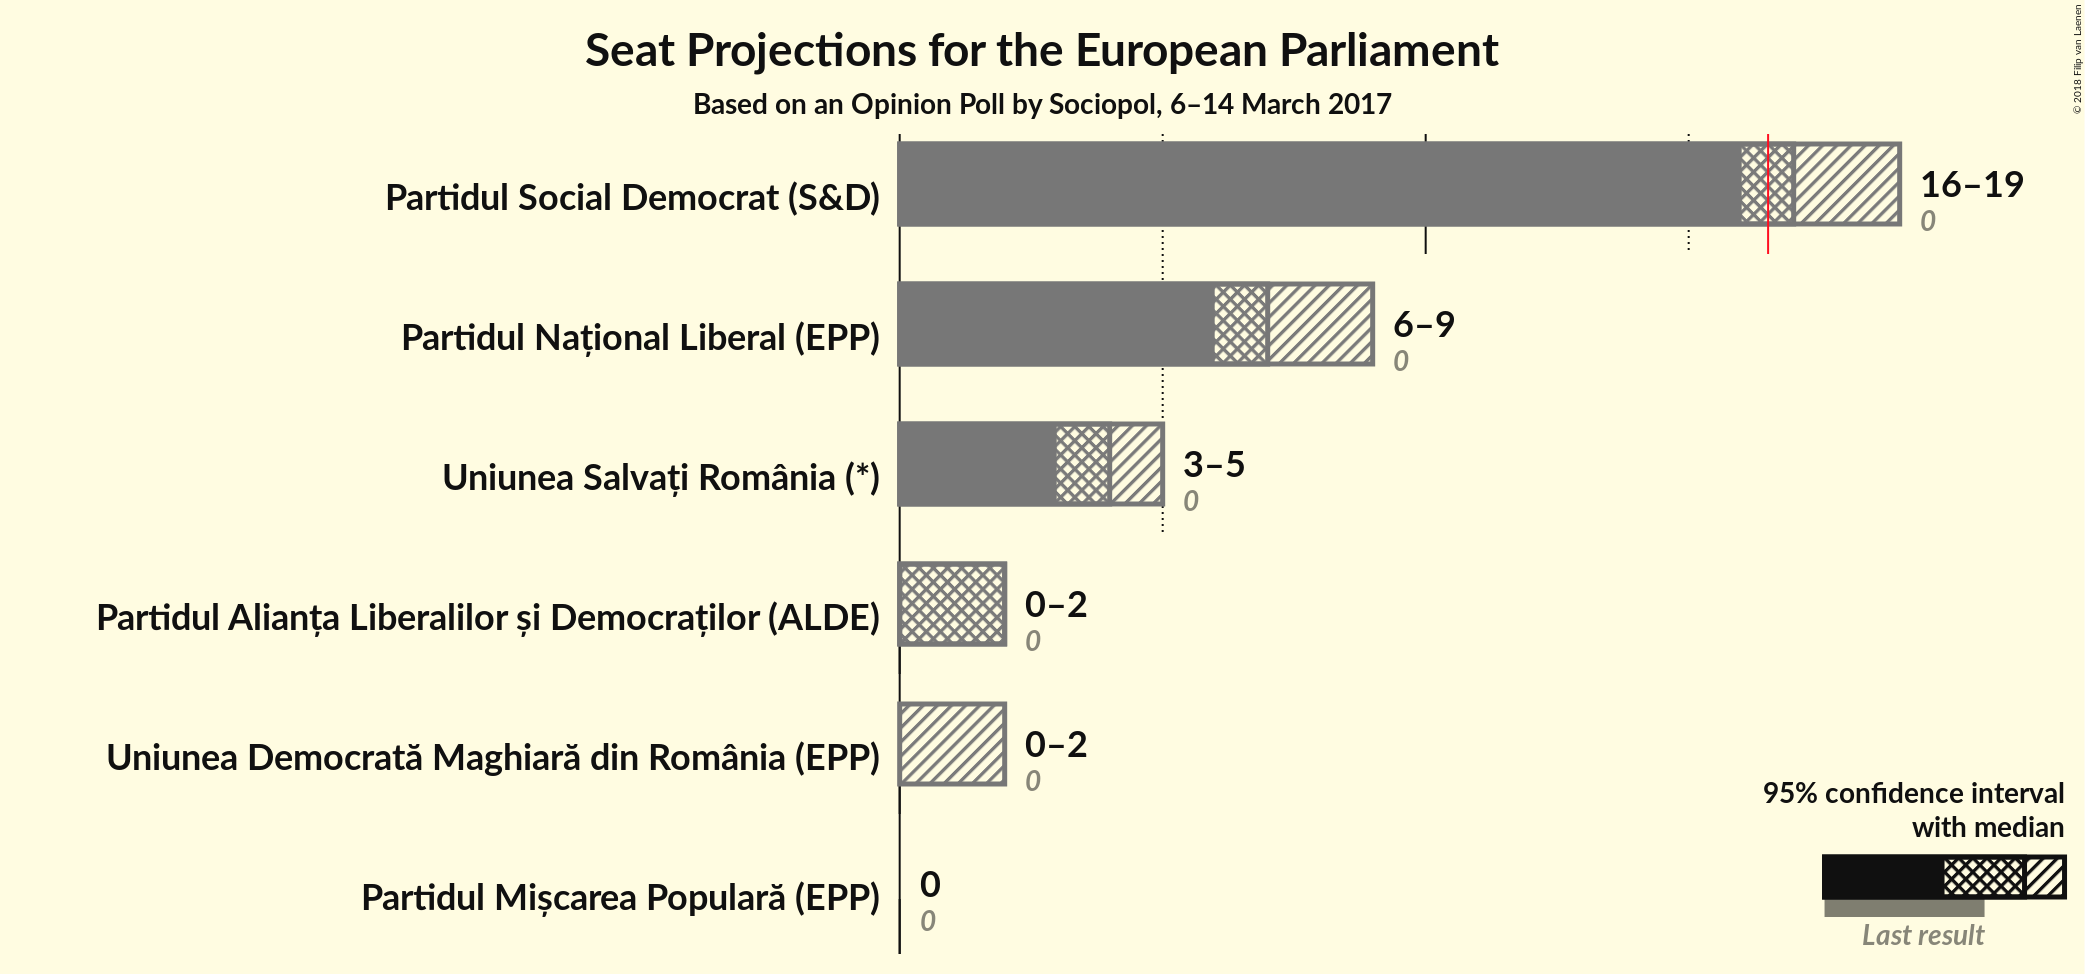 Seat Projections for the European Parliament
Based on an Opinion Poll by Sociopol, 6–14 March 2017
© 2018 Filip van Laenen
Partidul Social Democrat (S&D)
16–19
0
Partidul Național Liberal (EPP)
6–9
0
Uniunea Salvați România (*)
3–5
0
Partidul Alianța Liberalilor și Democraților (ALDE)
0–2
0
Uniunea Democrată Maghiară din România (EPP)
0–2
0
Partidul Mișcarea Populară (EPP)
0
0
95% confidence interval
with median
Last result